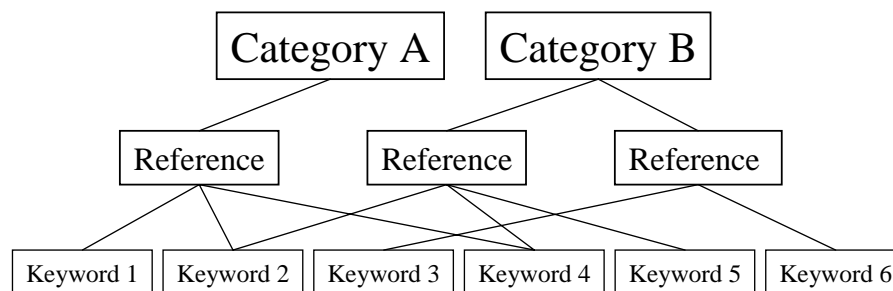 Category A
Category B
Reference
Reference
Reference
Keyword 1
Keyword 2
Keyword 3
Keyword 4
Keyword 5
Keyword 6